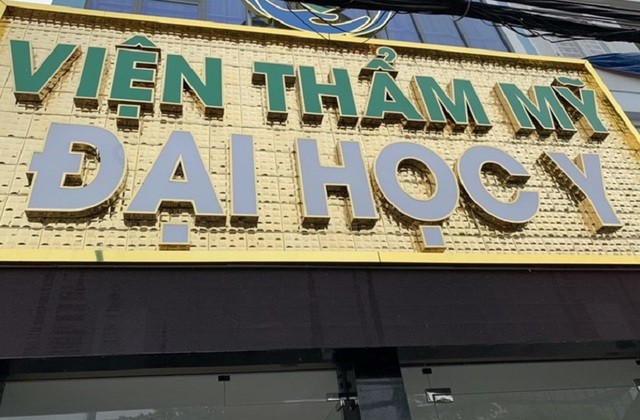 VIỆN THẨM MỸ
ĐẠI HỌC Y